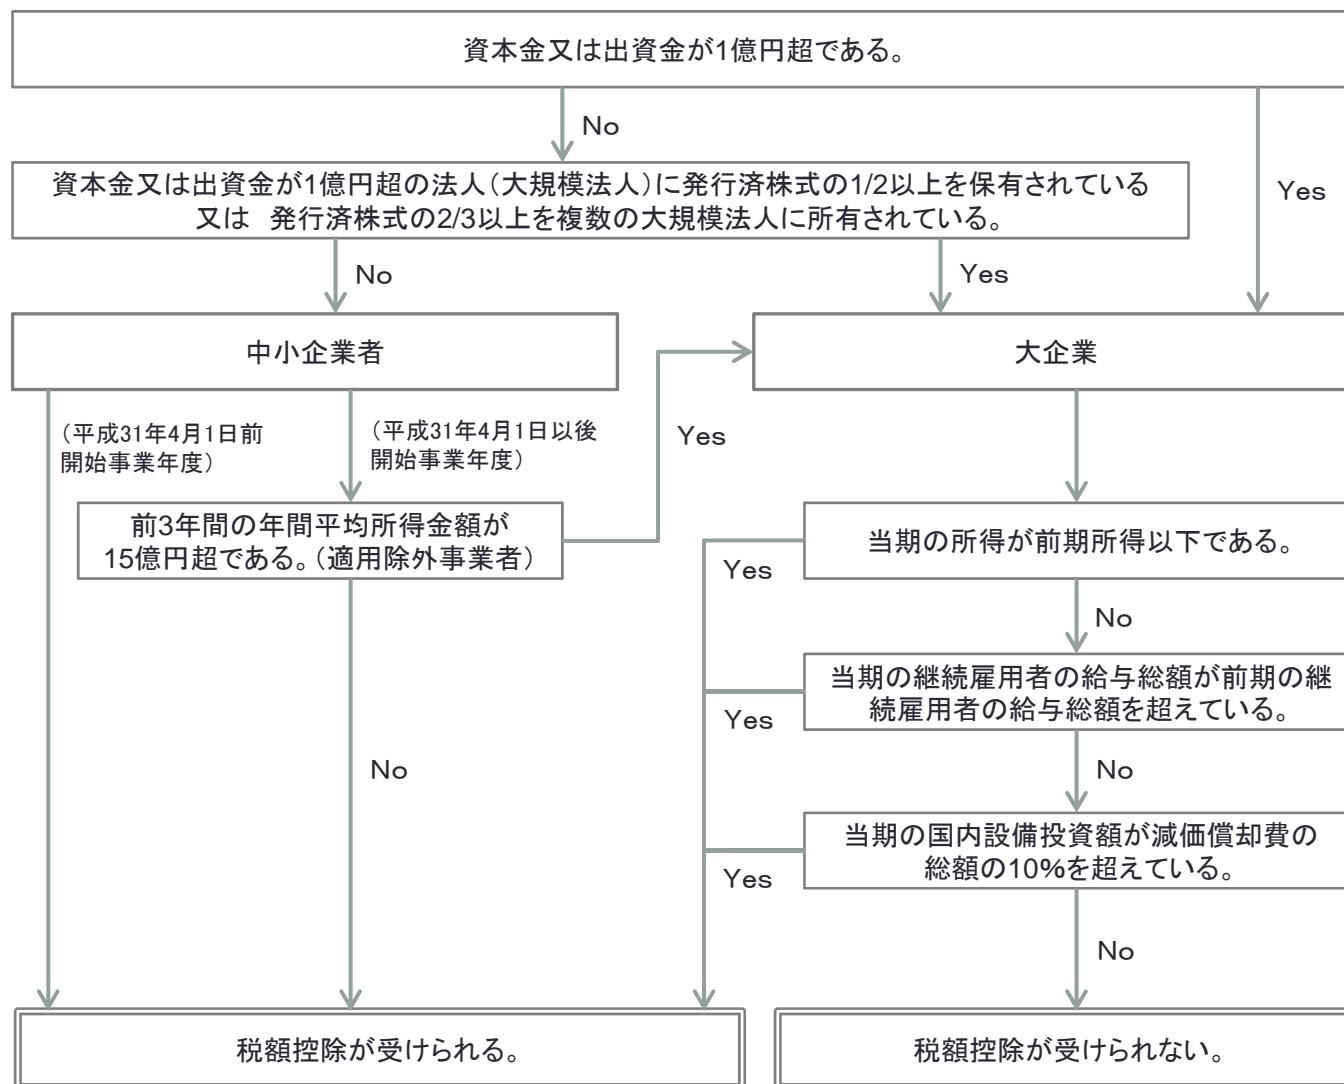 資本金又は出資金が1億円超である。
No
資本金又は出資金が1億円超の法人(大規模法人)に発行済株式の1/2以上を保有されている
又は 発行済株式の2/3以上を複数の大規模法人に所有されている。
Yes
No
Yes
中小企業者
大企業
(平成31年4月1日前
開始事業年度)
(平成31年4月1日以後
開始事業年度)
Yes
前3年間の年間平均所得金額が
15億円超である。(適用除外事業者)
当期の所得が前期所得以下である。
Yes
No
当期の継続雇用者の給与総額が前期の継
続雇用者の給与総額を超えている。
Yes
No
No
当期の国内設備投資額が減価償却費の
総額の10%を超えている。
Yes
No
税額控除が受けられる。
税額控除が受けられない。